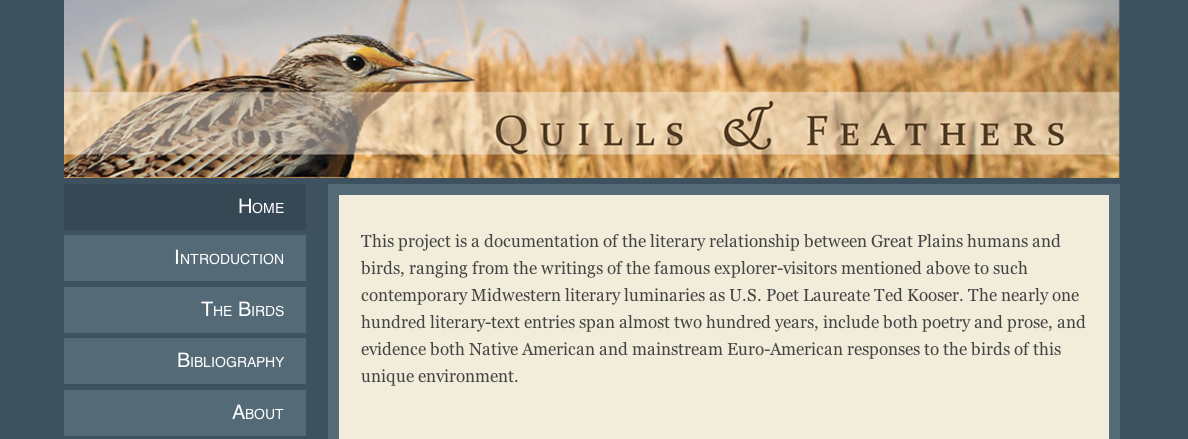 Quills & Feathers
Home
Introduction
The Birds
Bibliography
About
This project is a documentation of the literary relationship between Great Plains humans and
birds, ranging from the writings of the famous explorer-visitors mentioned above to such
contemporary Midwestern literary luminaries as U.S. Poet Laureate Ted Kooser. The nearly one
hundred literary-text entries span almost two hundred years, include both poetry and prose, and
evidence both Native American and mainstream Euro-American responses to the birds of this
unique environment.